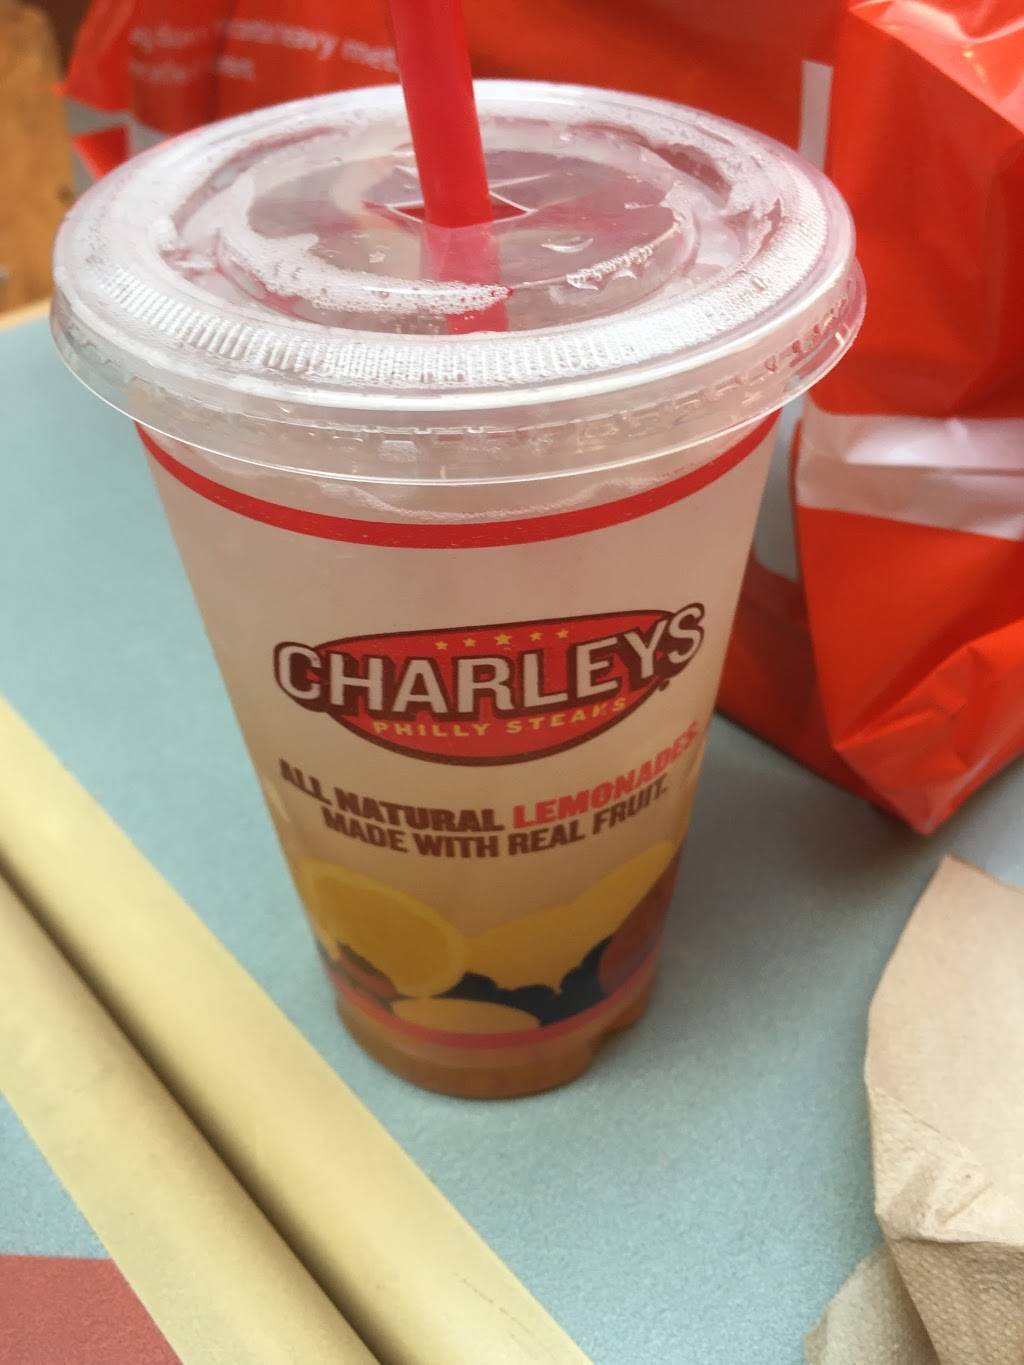 CHARLEYS
PHILLY STEAKS
ALL NATURAL LEMONADES.
MADE WITH REAL FRUIT.